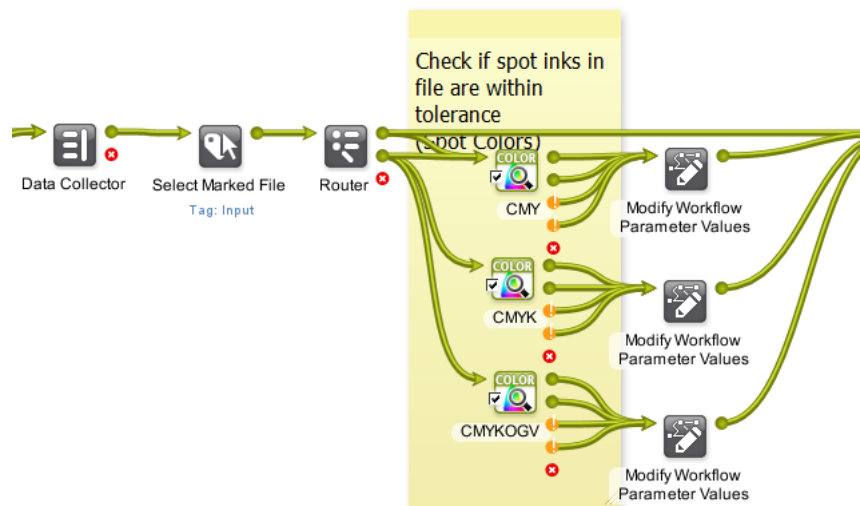 Check if spot inks in
file are within
tolerance
(Spot Colors)
Data Collector
Select Marked File
Tag: Input
Router
COLOR
CMY
Modify Workflow
Parameter Values
COLOR
CMYK
Modify Workflow
Parameter Values
COLOR
CMYKOGV
Modify Workflow
Parameter Values